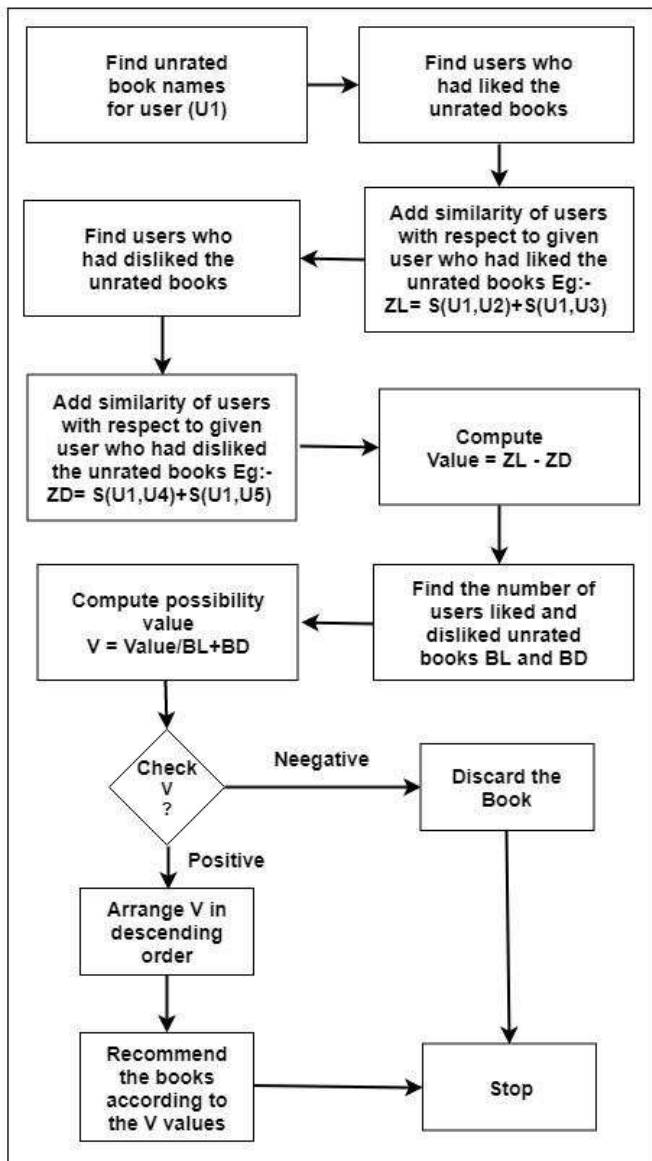 Find unrated
book names
for user (U1)
Find users who
had liked the
unrated books
Add similarity of users
with respect to given
user who had liked the
unrated books Eg:-
ZL= S(U1,U2)+S(U1,U3)
Find users who
had disliked the
unrated books
Add similarity of users
with respect to given
user who had disliked
the unrated books Eg:-
ZD= S(U1,U4)+S(U1,U5)
Compute
Value = ZL - ZD
Find the number of
users liked and
disliked unrated
books BL and BD
Compute possibility
value
V = Value/BL+BD
Check
V
?
Neegative
Discard the
Book
Positive
Arrange V in
descending
order
Recommend
the books
according to
the V values
Stop